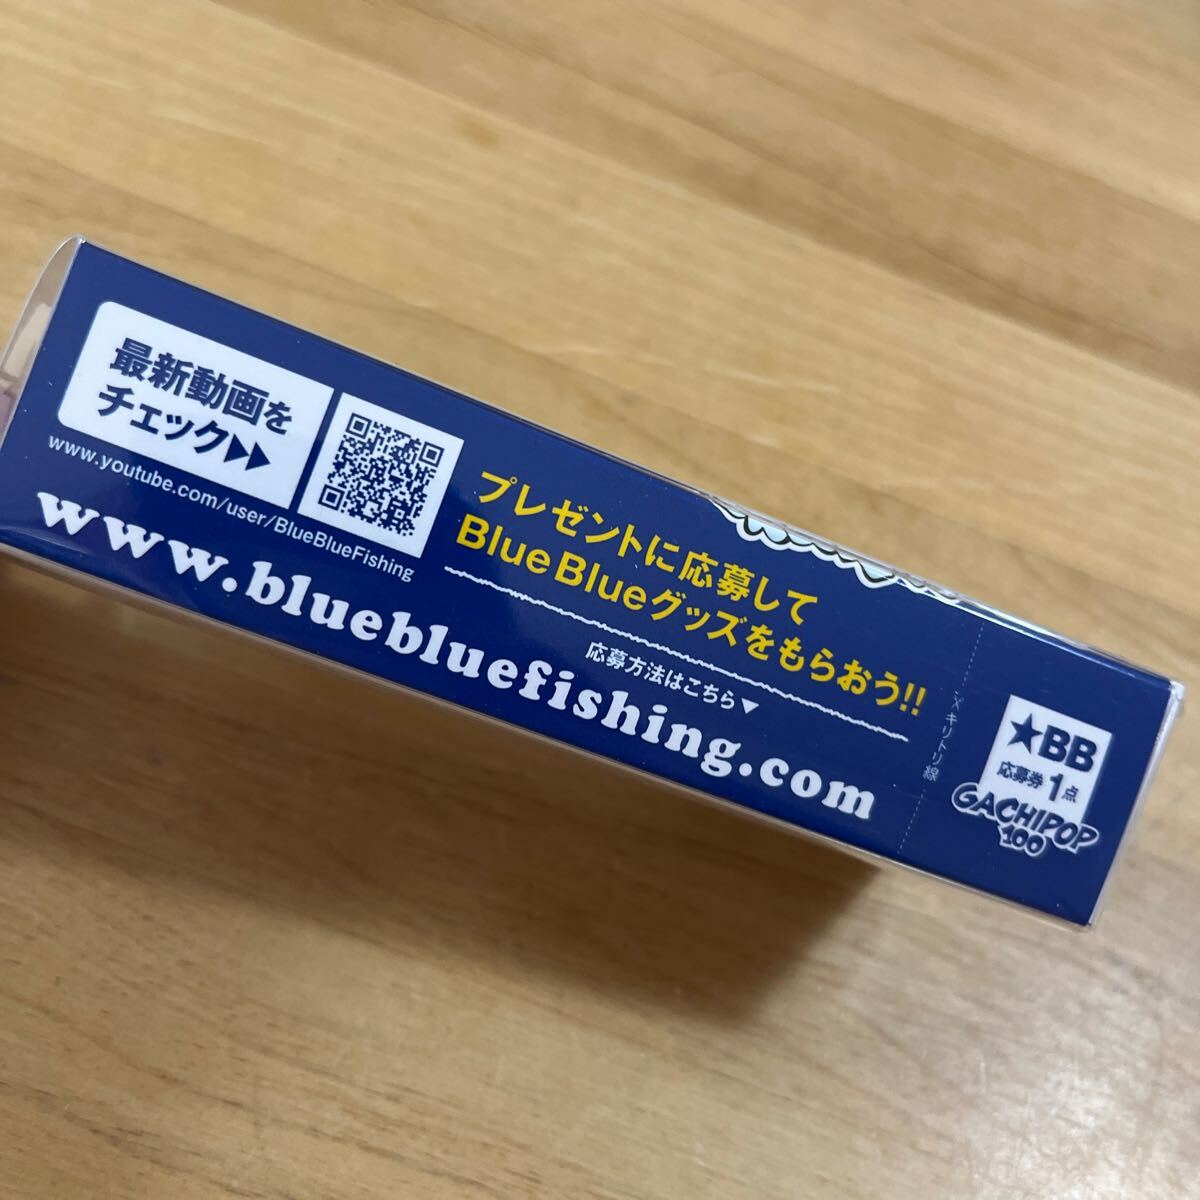 最新動画を
チェック▶▶
www.youtube.com/user/BlueBlueFishing
www.bluebluefishing.com
プレゼントに応募して
BlueBlueグッズをもらおう!!
応募方法はこちら▼
キリトリ線
★BB
応募券 1点
GACHIPOP
100